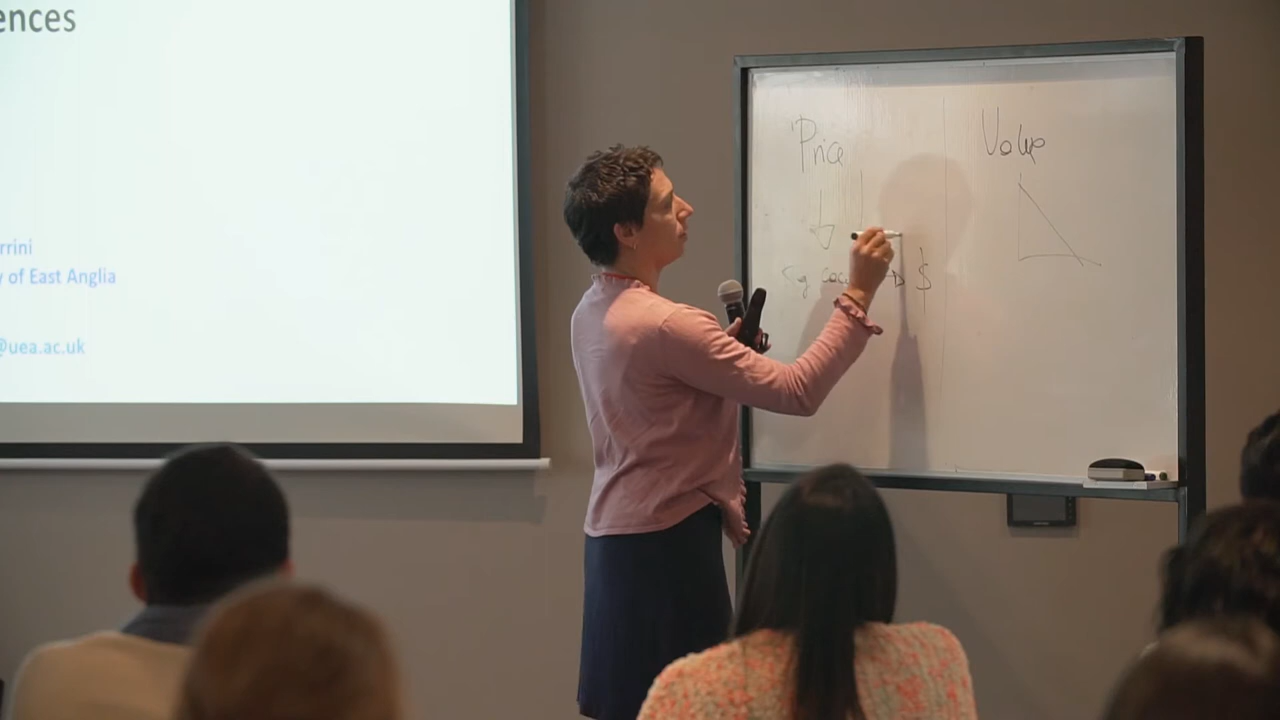 ences
rrini
y of East Anglia
@uea.ac.uk
Price
Value
$